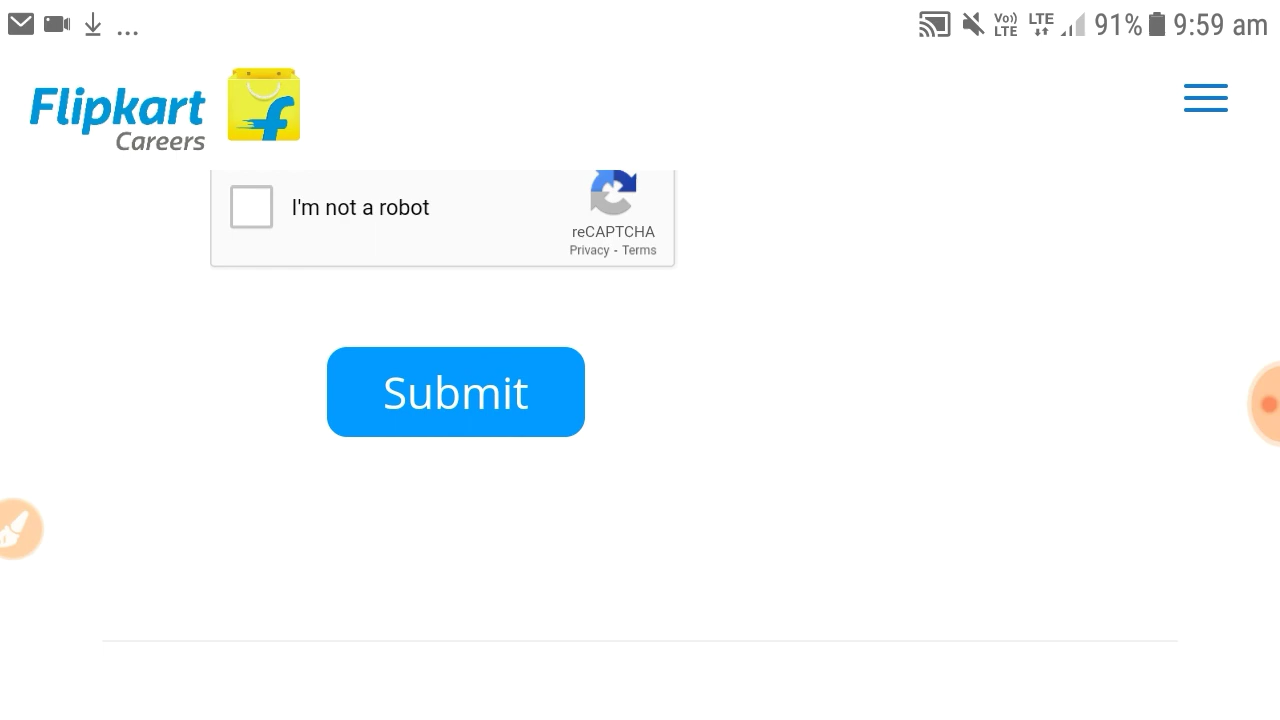 ... Vo)) LTE LTE 91% 9:59 am
Flipkart
Careers
I'm not a robot
reCAPTCHA
Privacy - Terms
Submit